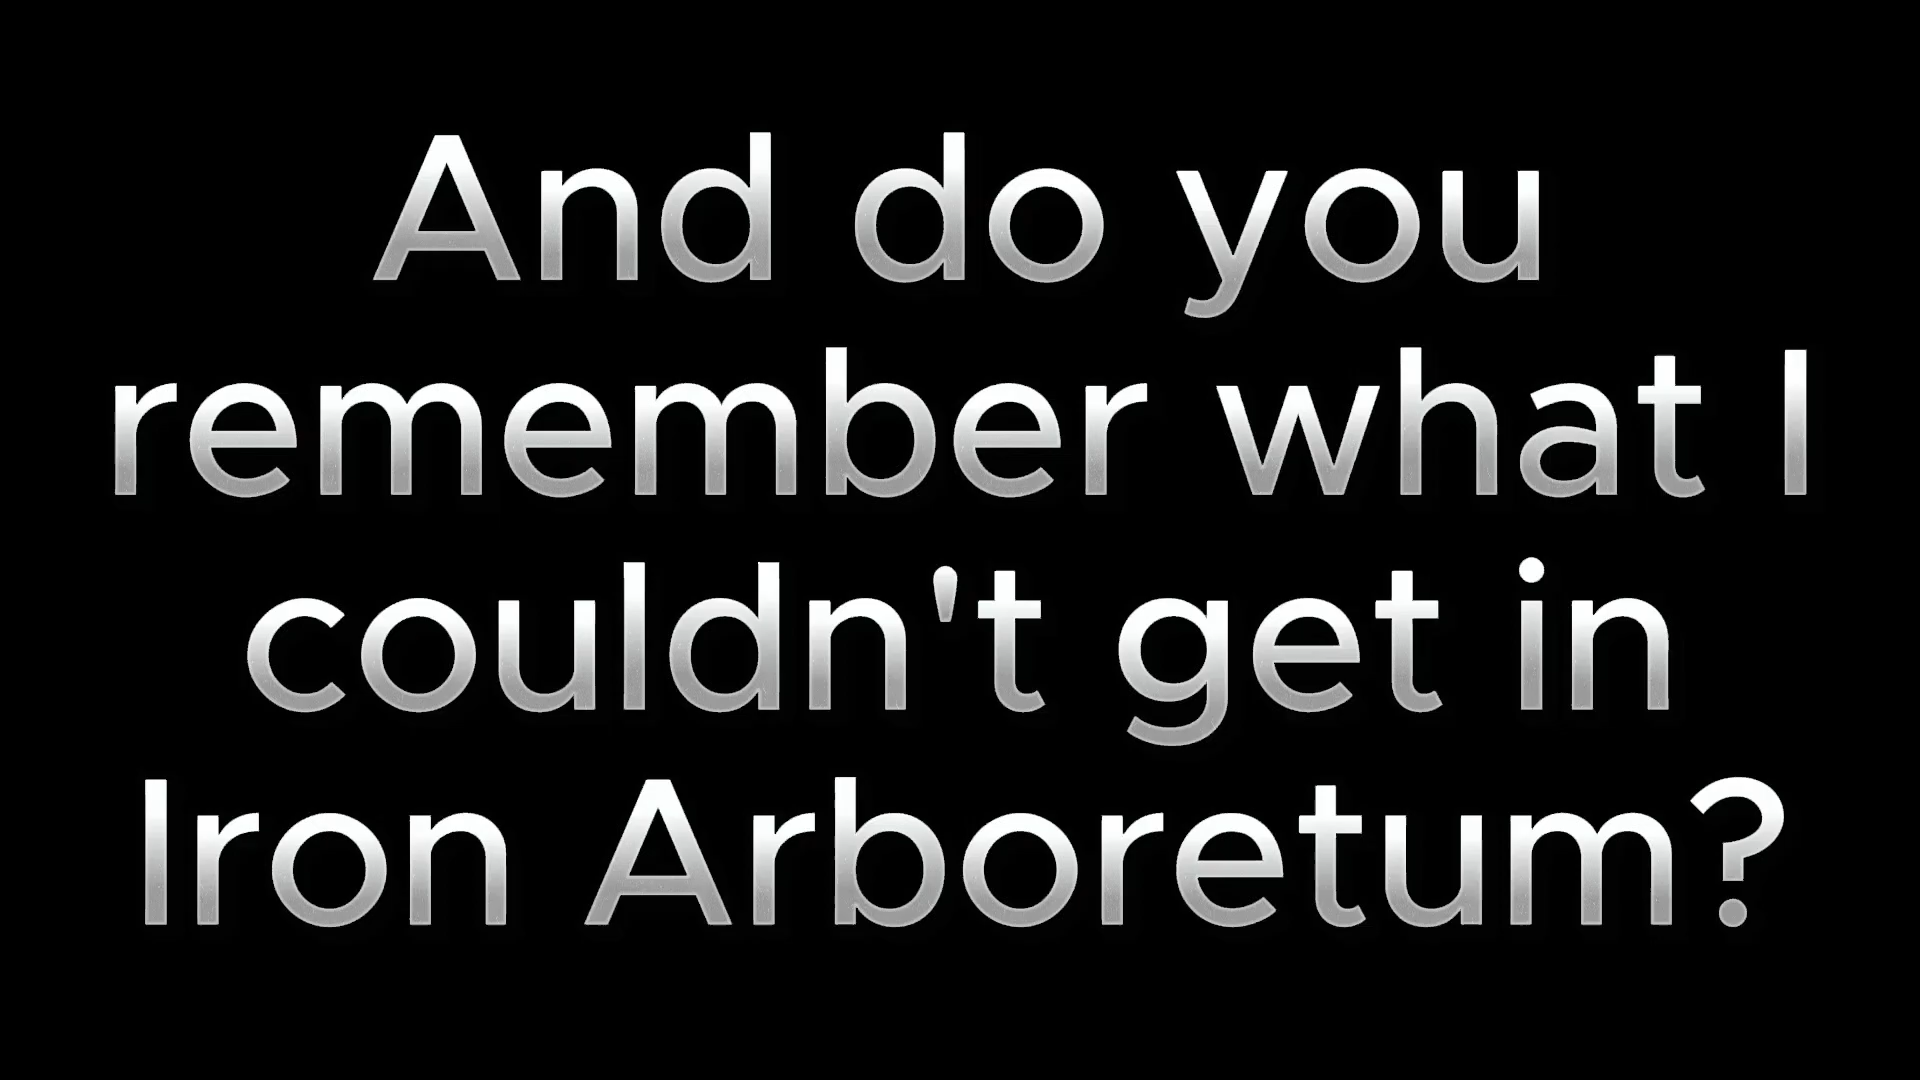 And do you
remember what I
couldn't get in
Iron Arboretum?